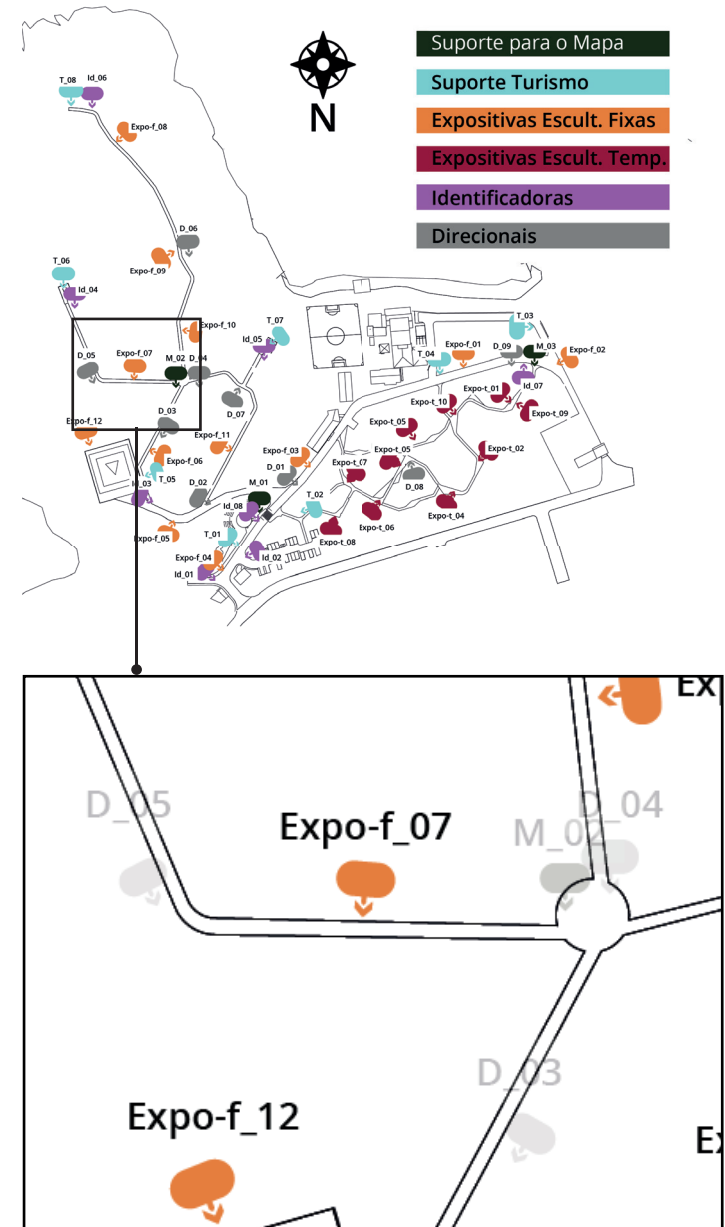 N
Suporte para o Mapa
Suporte Turismo
Expositivas Escult. Fixas
Expositivas Escult. Temp.
Identificadoras
Direcionais
T_08
Id_06
Expo-f_08
D_06
Expo-f_09
T_06
Id_04
T_07
Id_05
Expo-f_10
D_05
Expo-f_07
M_02
D_04
D_07
D_03
Expo-f_12
Expo-f_11
Expo-f_06
T_05
Id_03
D_02
Expo-f_05
Expo-f_03
D_01
M_01
Id_08
T_02
T_01
Expo-f_04
Id_02
Id_01
T_03
T_04
Expo-f_01
D_09
M_03
Expo-f_02
Id_07
Expo-t_01
Expo-t_10
Expo-t_09
Expo-t_05
Expo-t_02
Expo-t_05
Expo-t_07
D_08
Expo-t_04
Expo-t_06
Expo-t_08
Exp
D_05
Expo-f_07
D_04
M_02
D_03
Expo-f_12
Ex